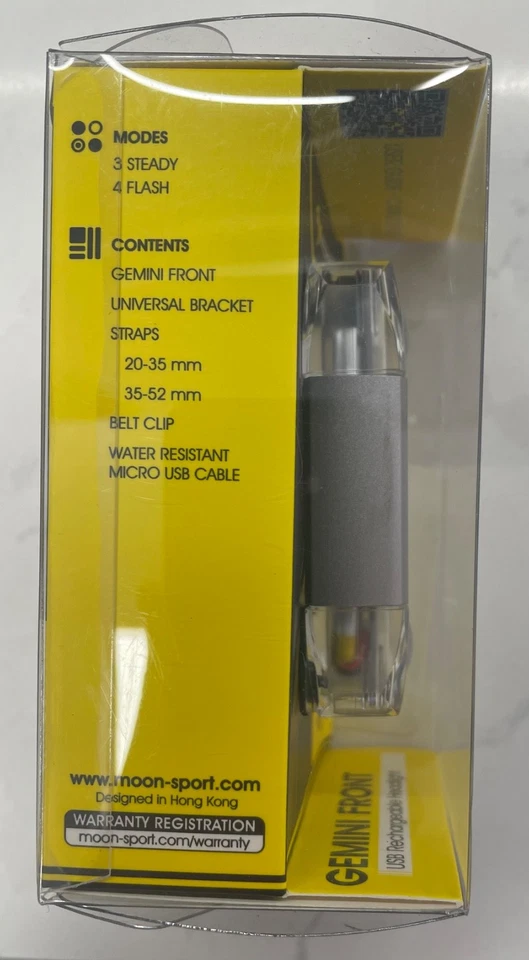 MODES
3 STEADY
4 FLASH
CONTENTS
GEMINI FRONT
UNIVERSAL BRACKET
STRAPS
20-35 mm
35-52 mm
BELT CLIP
WATER RESISTANT
MICRO USB CABLE
www.moon-sport.com
Designed in Hong Kong
WARRANTY REGISTRATION
moon-sport.com/warranty
GEMINI FRONT
USB Rechargeable Headlight